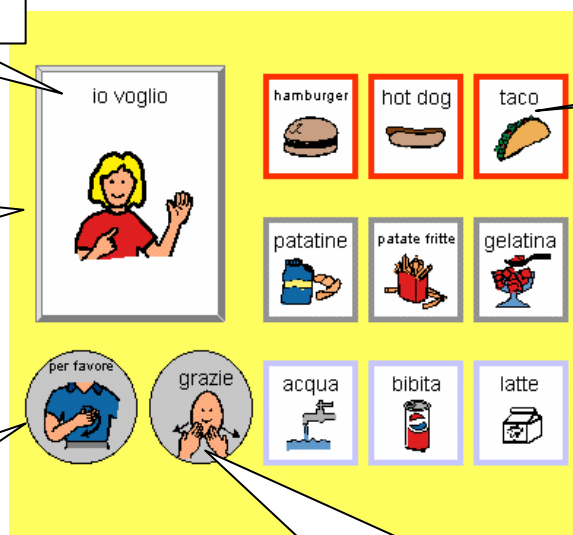 io voglio
hamburger
hot dog
taco
patatine
patate fritte
gelatina
per favore
grazie
acqua
bibita
latte